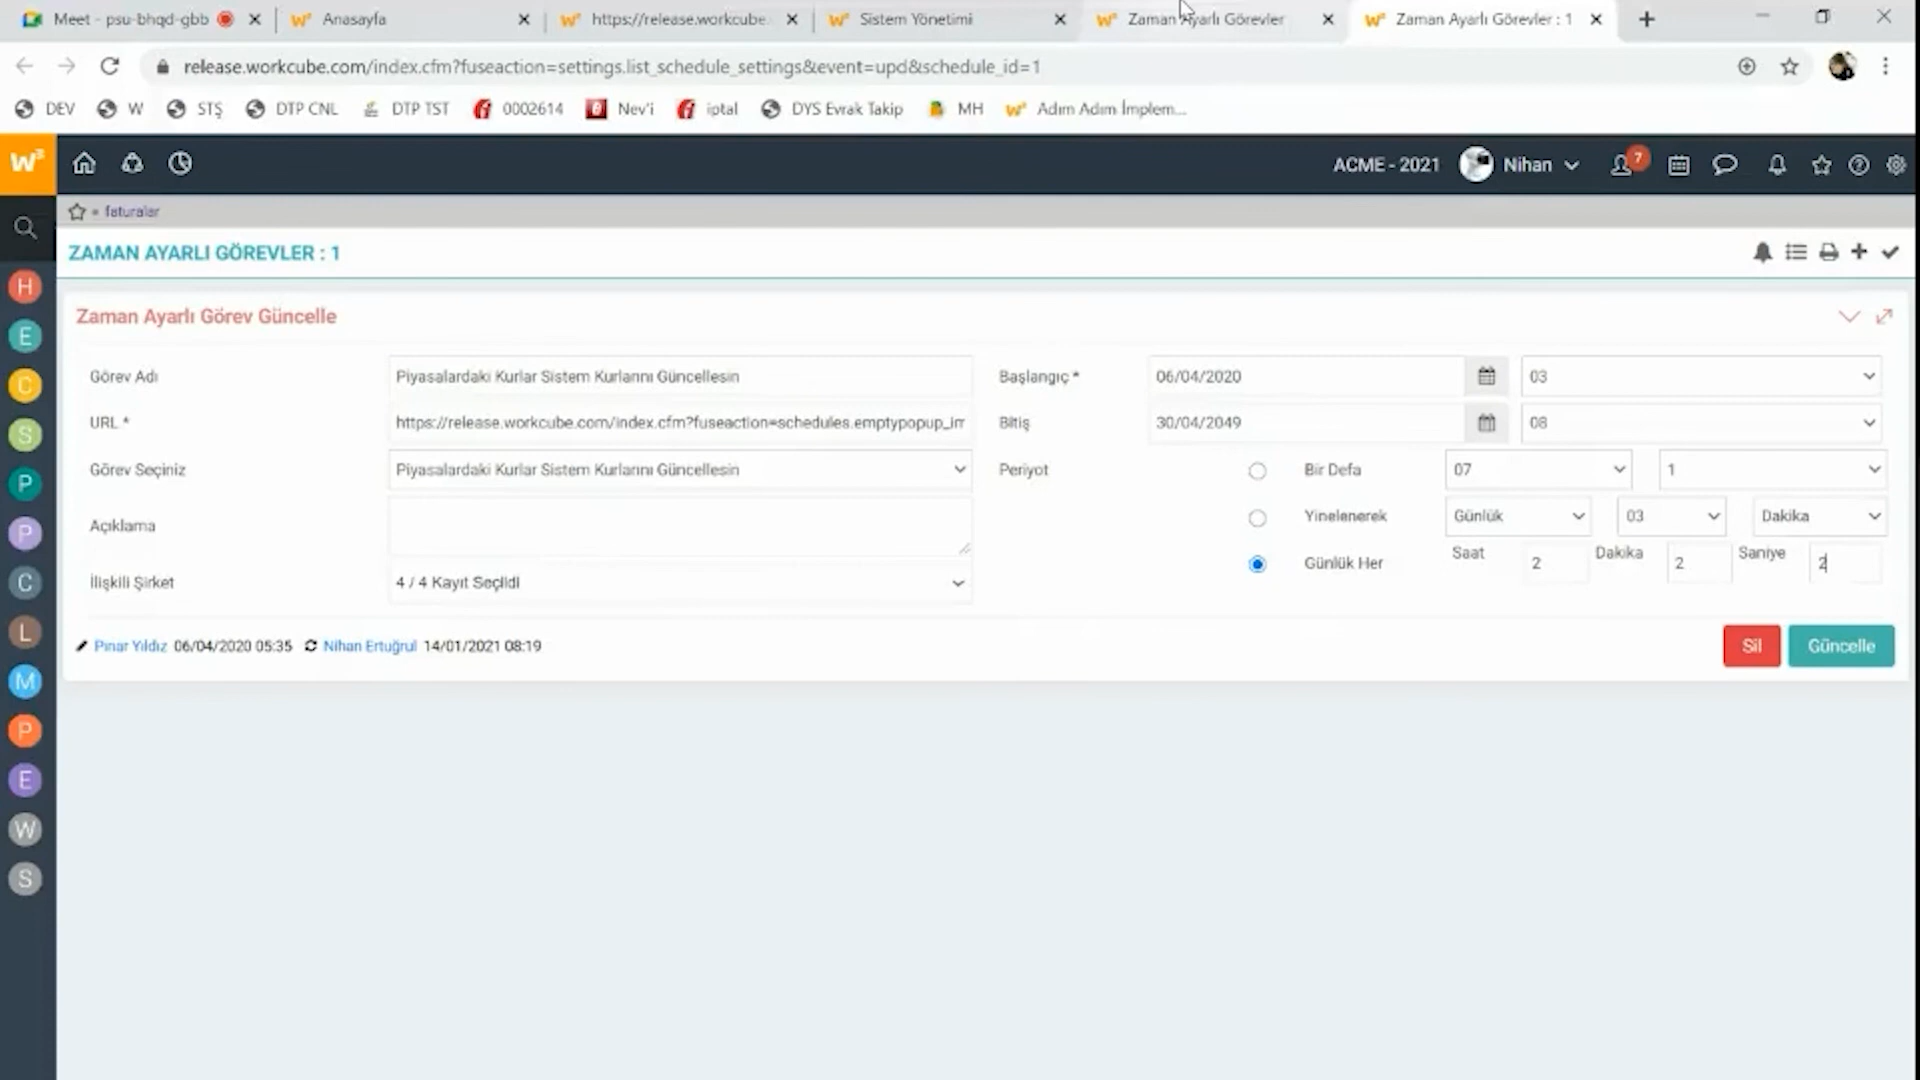 Meet - psu-bhqd-gbb
Anasayfa
https://release.workcube
Sistem Yönetimi
Zaman Ayarlı Görevler
Zaman Ayarlı Görevler : 1
release.workcube.com/index.cfm?fuseaction=settings.list_schedule_settings&event=upd&schedule_id=1
DEV W STŞ DTP CNL DTP TST 0002614 Nev'i iptal DYS Evrak Takip MH Adım Adım İmplem...
W³ ACME - 2021 Nihan 7
faturalar
ZAMAN AYARLI GÖREVLER : 1
Zaman Ayarlı Görev Güncelle
Görev Adı Piyasalardaki Kurlar Sistem Kurlarını Güncellesin Başlangıç * 06/04/2020 03
URL * https://release.workcube.com/index.cfm?fuseaction=schedules.emptypopup_im Bitiş 30/04/2049 08
Görev Seçiniz Piyasalardaki Kurlar Sistem Kurlarını Güncellesin Periyot Bir Defa 07 1
Yinelenerek Günlük 03 Dakika
Açıklama
Günlük Her Saat 2 Dakika 2 Saniye 2
İlişkili Şirket 4 / 4 Kayıt Seçildi
Pınar Yıldız 06/04/2020 05:35 Nihan Ertuğrul 14/01/2021 08:19
Sil Güncelle
H
E
C
S
P
P
C
L
M
P
E
W
S